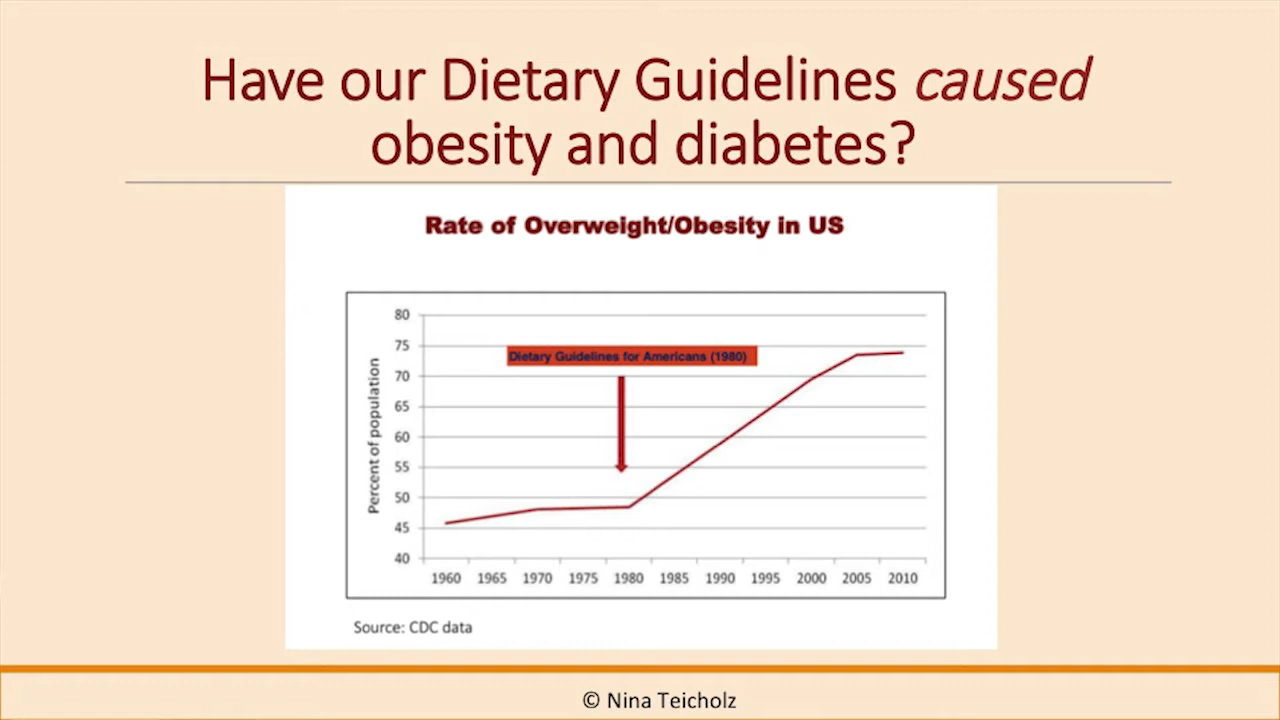 Have our Dietary Guidelines caused
obesity and diabetes?
Rate of Overweight/Obesity in US
80
75
Dietary Guidelines for Americans (1980)
70
65
60
55
50
45
40
Percent of population
1960 1965 1970 1975 1980 1985 1990 1995 2000 2005 2010
Source: CDC data
© Nina Teicholz